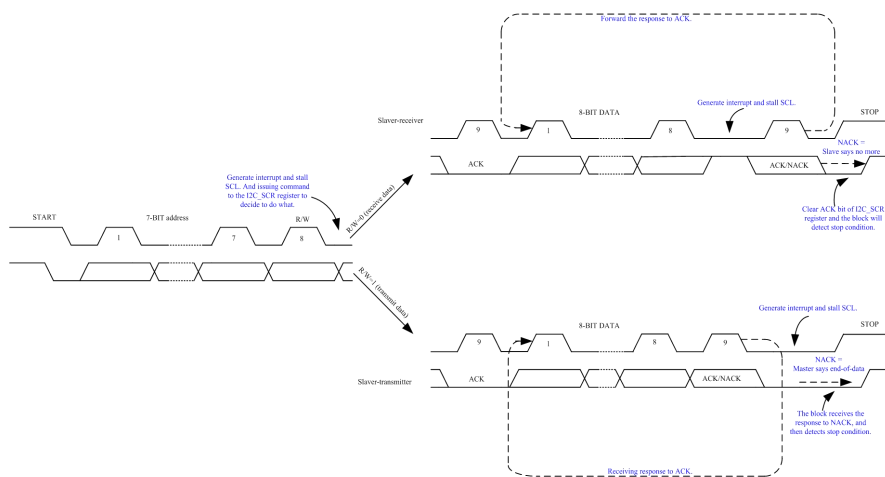 Forward the response to ACK.
Generate interrupt and stall SCL.
8-BIT DATA
STOP
Slaver-receiver
9
1
8
9
NACK =
Slave says no more
ACK
ACK/NACK
Generate interrupt and stall
SCL. And issuing command
to the I2C_SCR register to
decide to do what.
R/W=0 (receive data)
Clear ACK bit of I2C_SCR
register and the block will
detect stop condition.
START
7-BIT address
R/W
1
7
8
R/W=1 (transmit data)
Generate interrupt and stall SCL.
8-BIT DATA
STOP
9
1
8
9
NACK =
Master says end-of-data
Slaver-transmitter
ACK
ACK/NACK
The block receives the
response to NACK, and
then detects stop condition.
Receiving response to ACK.